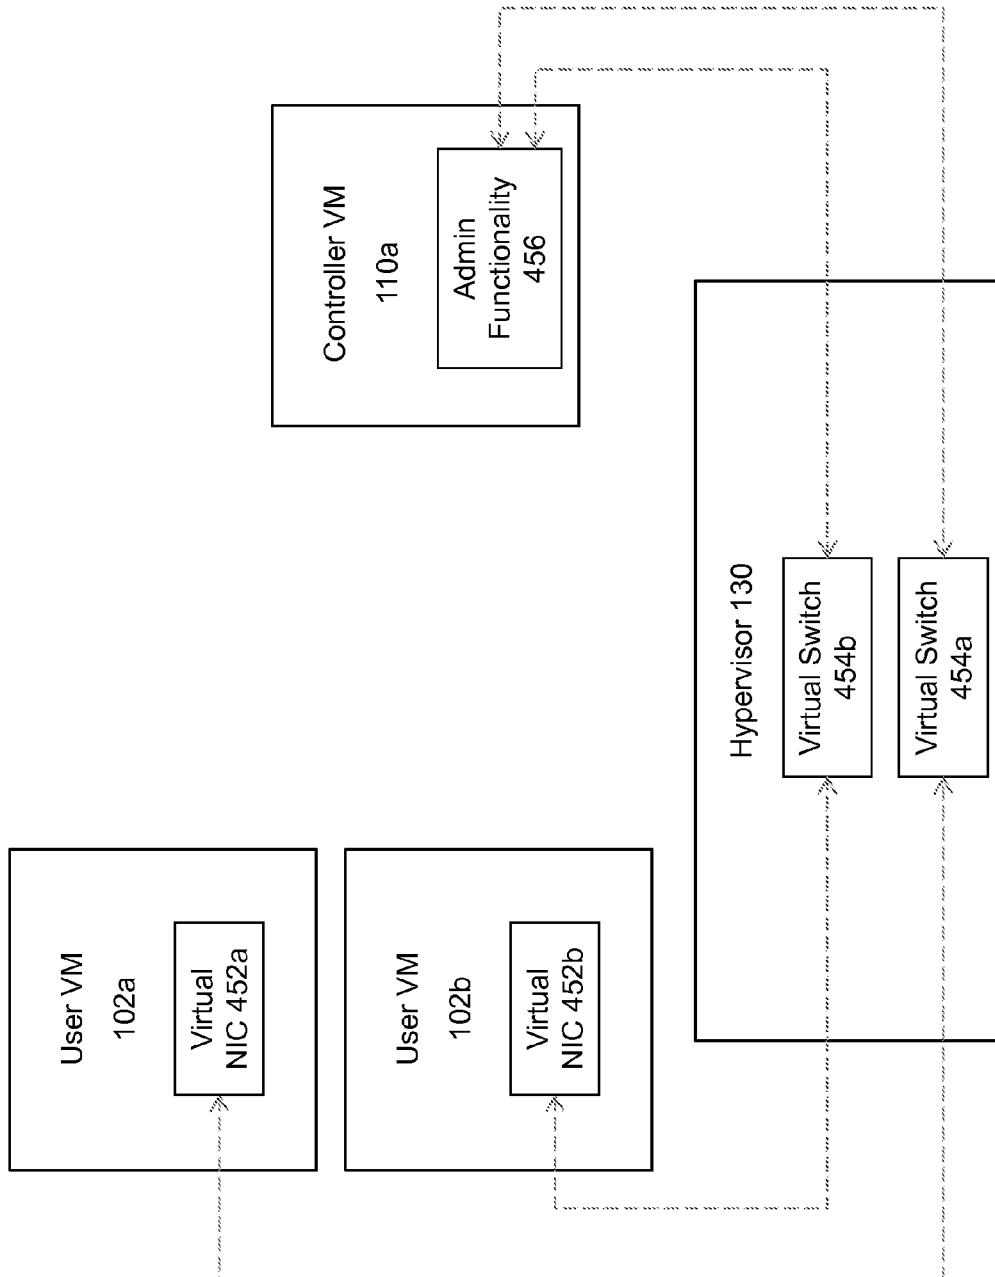 User VM
102a
Virtual
NIC 452a
User VM
102b
Virtual
NIC 452b
Controller VM
110a
Admin
Functionality
456
Hypervisor 130
Virtual Switch
454b
Virtual Switch
454a